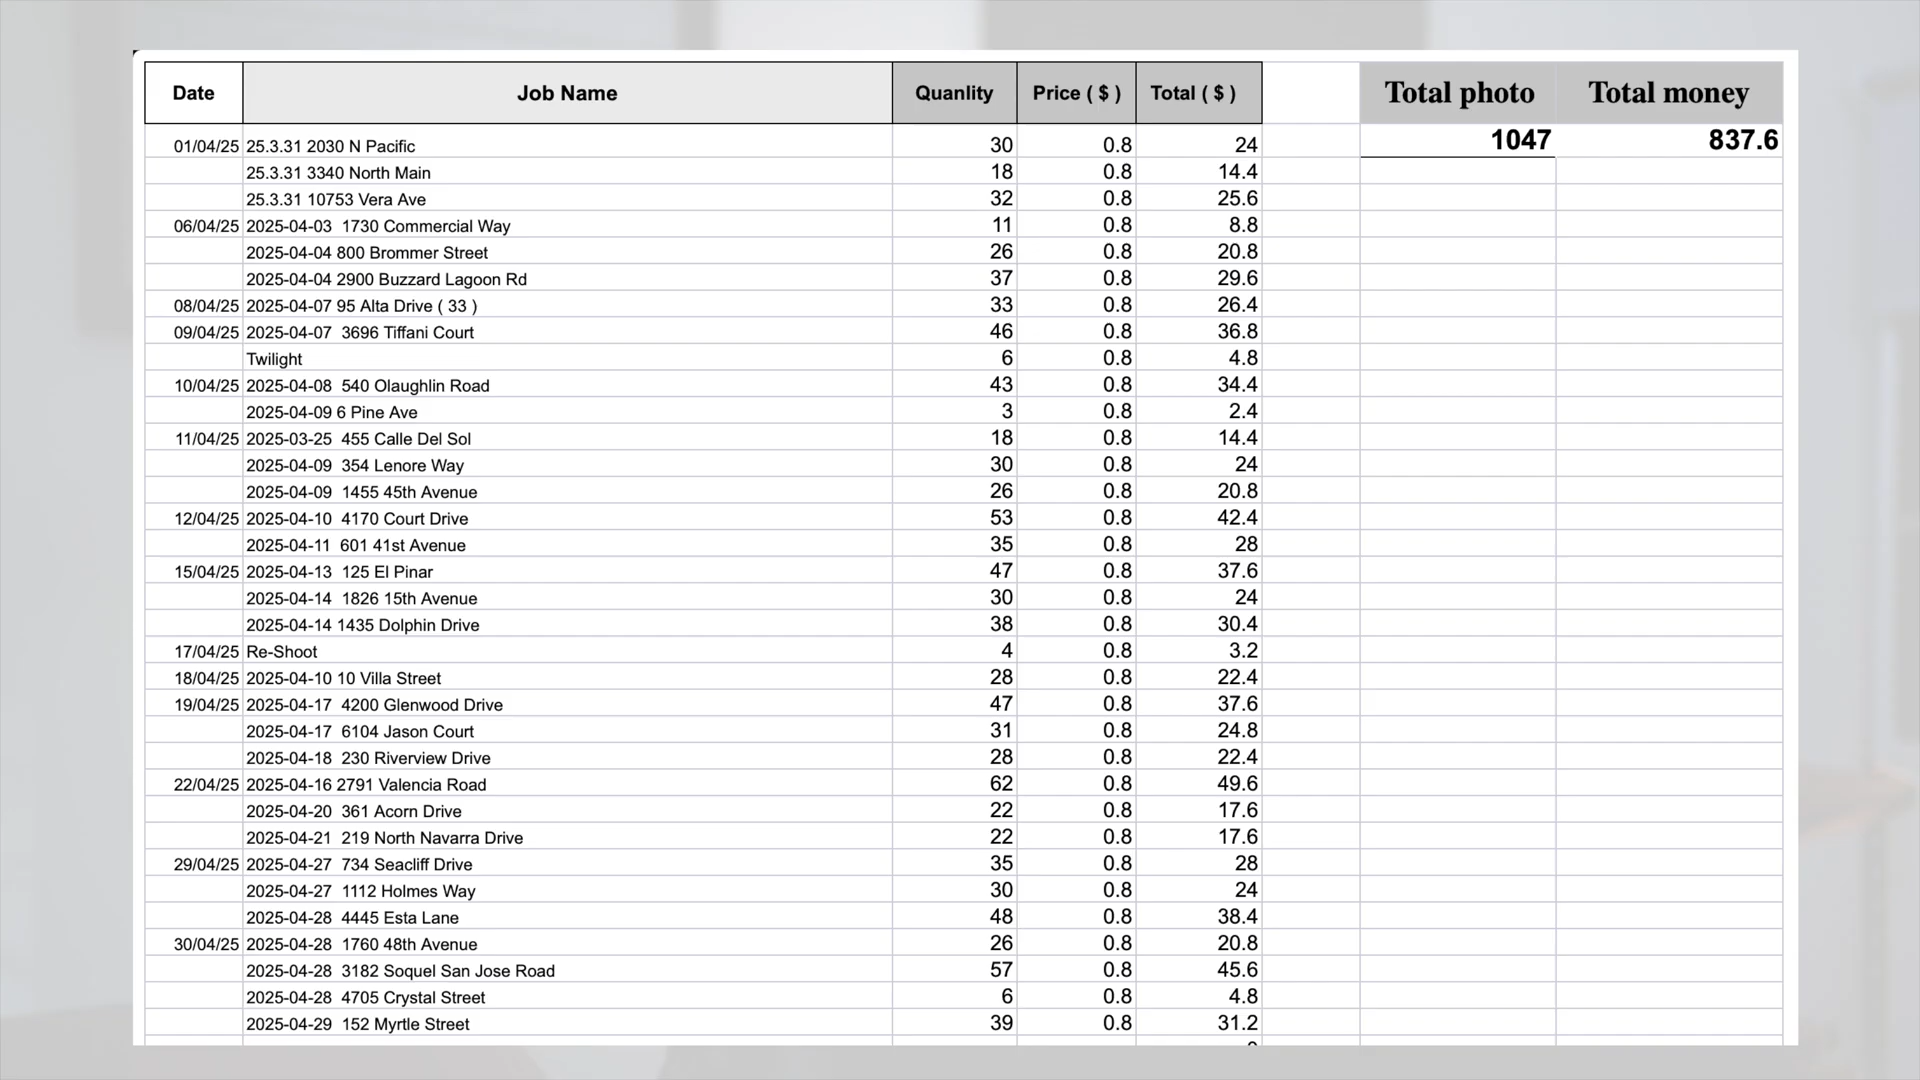 Date Job Name Quanlity Price ( $ ) Total ( $ ) Total photo Total money
01/04/25 25.3.31 2030 N Pacific 30 0.8 24 1047 837.6
25.3.31 3340 North Main 18 0.8 14.4
25.3.31 10753 Vera Ave 32 0.8 25.6
06/04/25 2025-04-03 1730 Commercial Way 11 0.8 8.8
2025-04-04 800 Brommer Street 26 0.8 20.8
2025-04-04 2900 Buzzard Lagoon Rd 37 0.8 29.6
08/04/25 2025-04-07 95 Alta Drive ( 33 ) 33 0.8 26.4
09/04/25 2025-04-07 3696 Tiffani Court 46 0.8 36.8
Twilight 6 0.8 4.8
10/04/25 2025-04-08 540 Olaughlin Road 43 0.8 34.4
2025-04-09 6 Pine Ave 3 0.8 2.4
11/04/25 2025-03-25 455 Calle Del Sol 18 0.8 14.4
2025-04-09 354 Lenore Way 30 0.8 24
2025-04-09 1455 45th Avenue 26 0.8 20.8
12/04/25 2025-04-10 4170 Court Drive 53 0.8 42.4
2025-04-11 601 41st Avenue 35 0.8 28
15/04/25 2025-04-13 125 El Pinar 47 0.8 37.6
2025-04-14 1826 15th Avenue 30 0.8 24
2025-04-14 1435 Dolphin Drive 38 0.8 30.4
17/04/25 Re-Shoot 4 0.8 3.2
18/04/25 2025-04-10 10 Villa Street 28 0.8 22.4
19/04/25 2025-04-17 4200 Glenwood Drive 47 0.8 37.6
2025-04-17 6104 Jason Court 31 0.8 24.8
2025-04-18 230 Riverview Drive 28 0.8 22.4
22/04/25 2025-04-16 2791 Valencia Road 62 0.8 49.6
2025-04-20 361 Acorn Drive 22 0.8 17.6
2025-04-21 219 North Navarra Drive 22 0.8 17.6
29/04/25 2025-04-27 734 Seacliff Drive 35 0.8 28
2025-04-27 1112 Holmes Way 30 0.8 24
2025-04-28 4445 Esta Lane 48 0.8 38.4
30/04/25 2025-04-28 1760 48th Avenue 26 0.8 20.8
2025-04-28 3182 Soquel San Jose Road 57 0.8 45.6
2025-04-28 4705 Crystal Street 6 0.8 4.8
2025-04-29 152 Myrtle Street 39 0.8 31.2